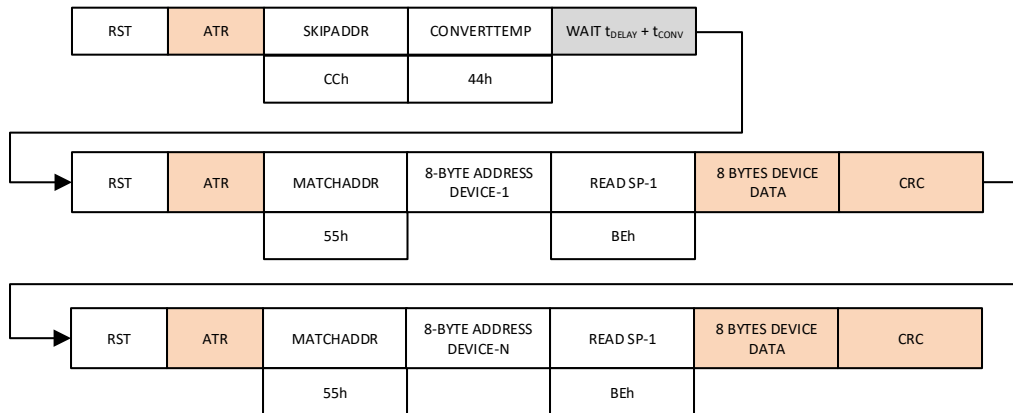 RST ATR SKIPADDR CONVERTTEMP WAIT tDELAY + tCONV
CCh 44h
RST ATR MATCHADDR 8-BYTE ADDRESS DEVICE-1 READ SP-1 8 BYTES DEVICE DATA CRC
55h BEh
RST ATR MATCHADDR 8-BYTE ADDRESS DEVICE-N READ SP-1 8 BYTES DEVICE DATA CRC
55h BEh